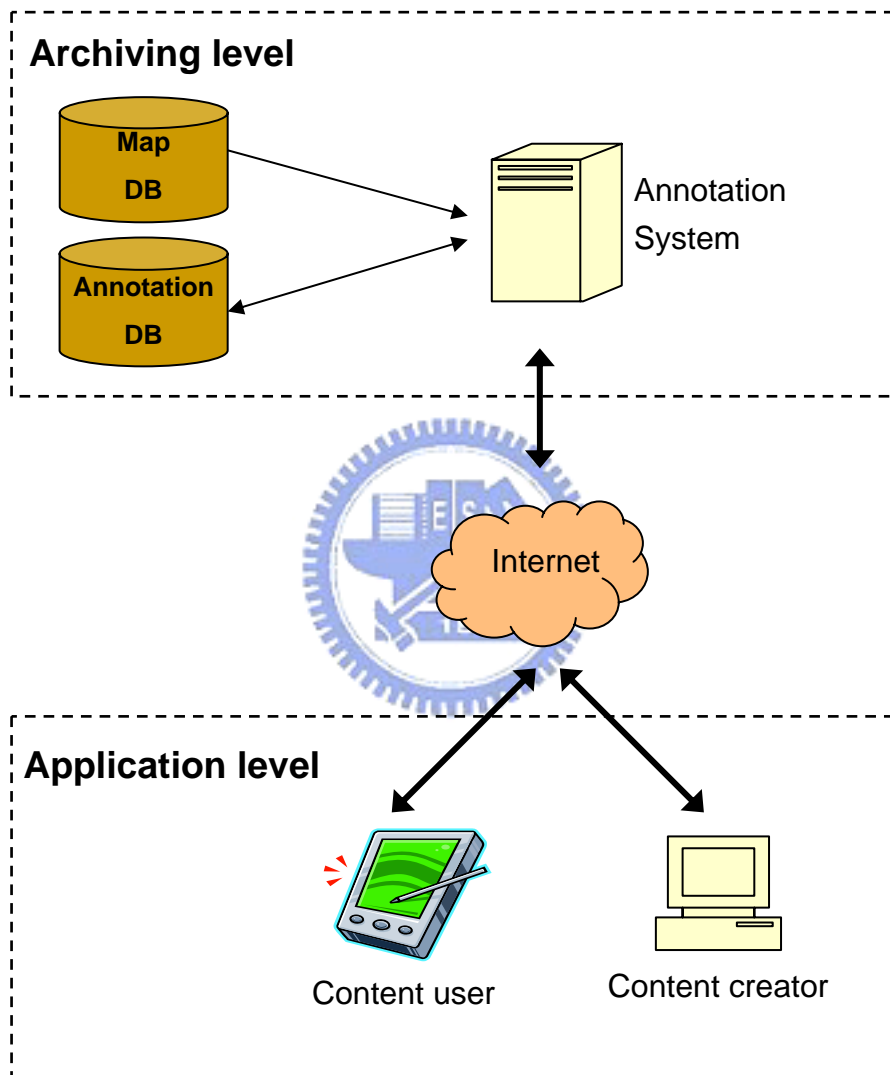 Archiving level
Map
DB
Annotation
DB
Annotation
System
Internet
Application level
Content user
Content creator